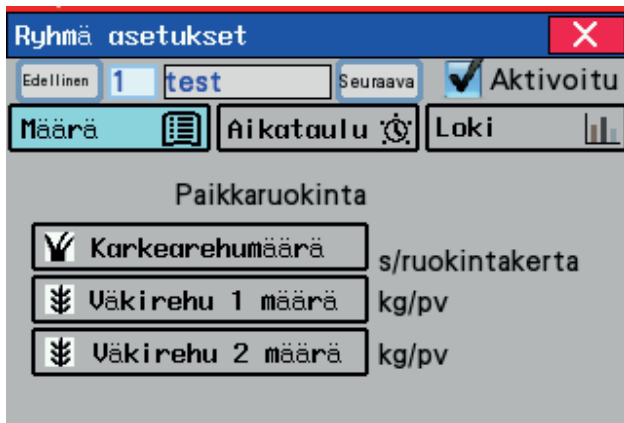 Ryhmä asetukset
Edellinen 1 test Seuraava Aktivoitu
Määrä Aikataulu Loki
Paikkaruokinta
Karkearehumäärä s/ruokintakerta
Väkirehu 1 määrä kg/pv
Väkirehu 2 määrä kg/pv